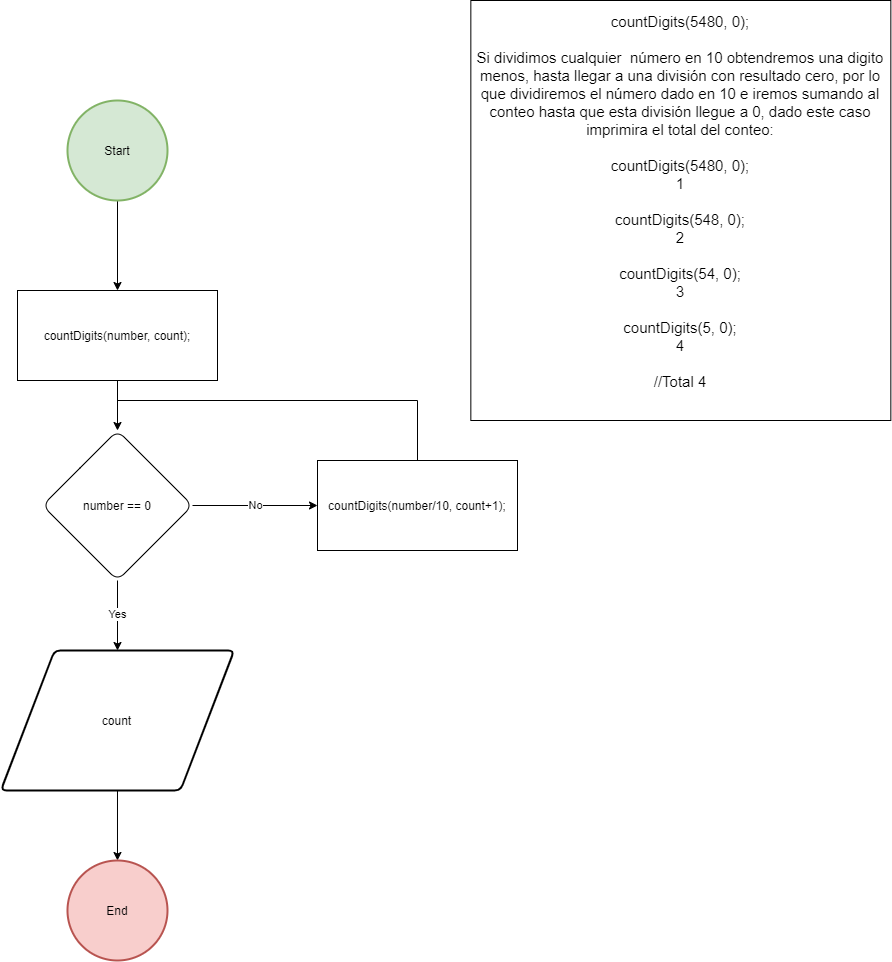 countDigits(5480, 0);
Si dividimos cualquier número en 10 obtendremos una digito
menos, hasta llegar a una división con resultado cero, por lo
que dividiremos el número dado en 10 e iremos sumando al
conteo hasta que esta división llegue a 0, dado este caso
imprimira el total del conteo:
countDigits(5480, 0);
1
countDigits(548, 0);
2
countDigits(54, 0);
3
countDigits(5, 0);
4
//Total 4
Start
countDigits(number, count);
number == 0
No
countDigits(number/10, count+1);
Yes
count
End